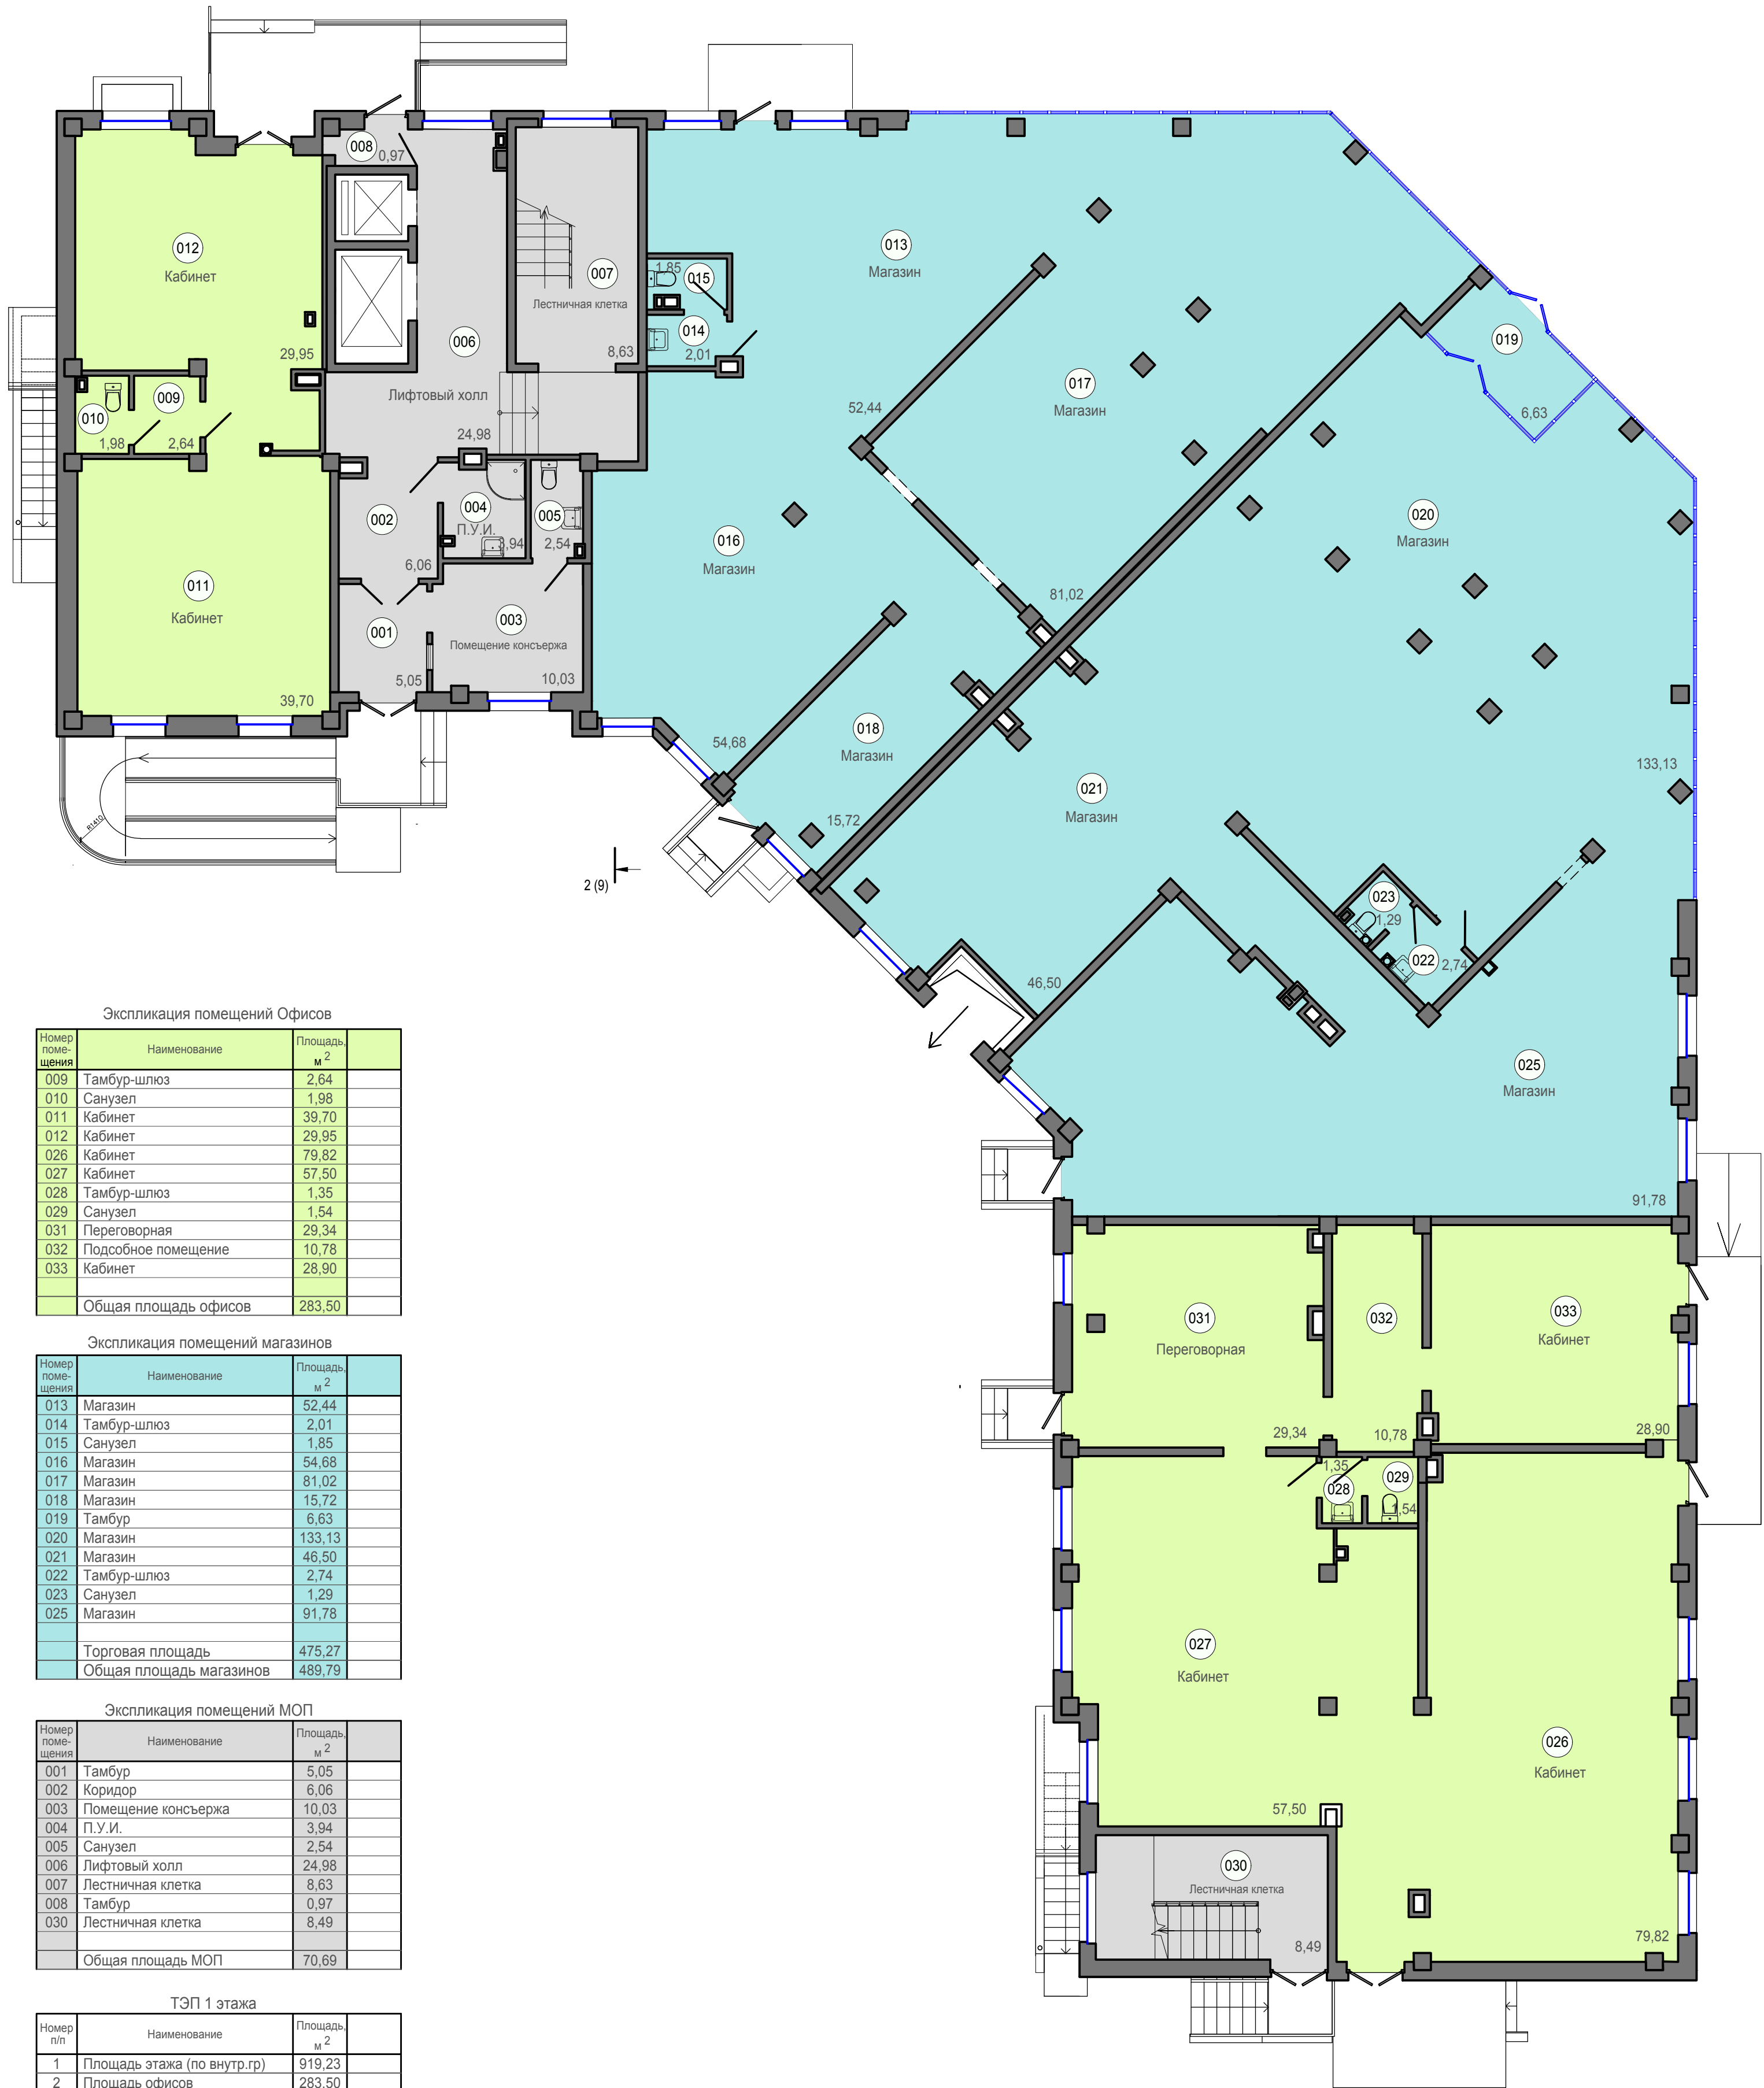 008
0,97
012
Кабинет
013
Магазин
007
Лестничная клетка
1,85
015
014
2,01
8,63
006
29,95
019
6,63
017
Магазин
52,44
Лифтовый холл
24,98
010
009
1,98
2,64
002
004
П.У.И.
3,94
005
2,54
6,06
016
Магазин
020
Магазин
011
Кабинет
81,02
001
003
Помещение консъержа
5,05
10,03
39,70
54,68
018
Магазин
133,13
021
Магазин
15,72
R1410
2 (9)
023
1,29
022
2,74
46,50
025
Магазин
91,78
031
Переговорная
032
033
Кабинет
29,34
10,78
28,90
1,35
028
029
1,54
027
Кабинет
026
Кабинет
57,50
030
Лестничная клетка
8,49
79,82
Экспликация помещений Офисов
Номер поме-щения Наименование Площадь, м 2
009 Тамбур-шлюз 2,64
010 Санузел 1,98
011 Кабинет 39,70
012 Кабинет 29,95
026 Кабинет 79,82
027 Кабинет 57,50
028 Тамбур-шлюз 1,35
029 Санузел 1,54
031 Переговорная 29,34
032 Подсобное помещение 10,78
033 Кабинет 28,90
Общая площадь офисов 283,50
Экспликация помещений магазинов
Номер поме-щения Наименование Площадь, м 2
013 Магазин 52,44
014 Тамбур-шлюз 2,01
015 Санузел 1,85
016 Магазин 54,68
017 Магазин 81,02
018 Магазин 15,72
019 Тамбур 6,63
020 Магазин 133,13
021 Магазин 46,50
022 Тамбур-шлюз 2,74
023 Санузел 1,29
025 Магазин 91,78
Торговая площадь 475,27
Общая площадь магазинов 489,79
Экспликация помещений МОП
Номер поме-щения Наименование Площадь, м 2
001 Тамбур 5,05
002 Коридор 6,06
003 Помещение консъержа 10,03
004 П.У.И. 3,94
005 Санузел 2,54
006 Лифтовый холл 24,98
007 Лестничная клетка 8,63
008 Тамбур 0,97
030 Лестничная клетка 8,49
Общая площадь МОП 70,69
ТЭП 1 этажа
Номер п/п Наименование Площадь, м 2
1 Площадь этажа (по внутр.гр) 919,23
2 Площадь офисов 283,50